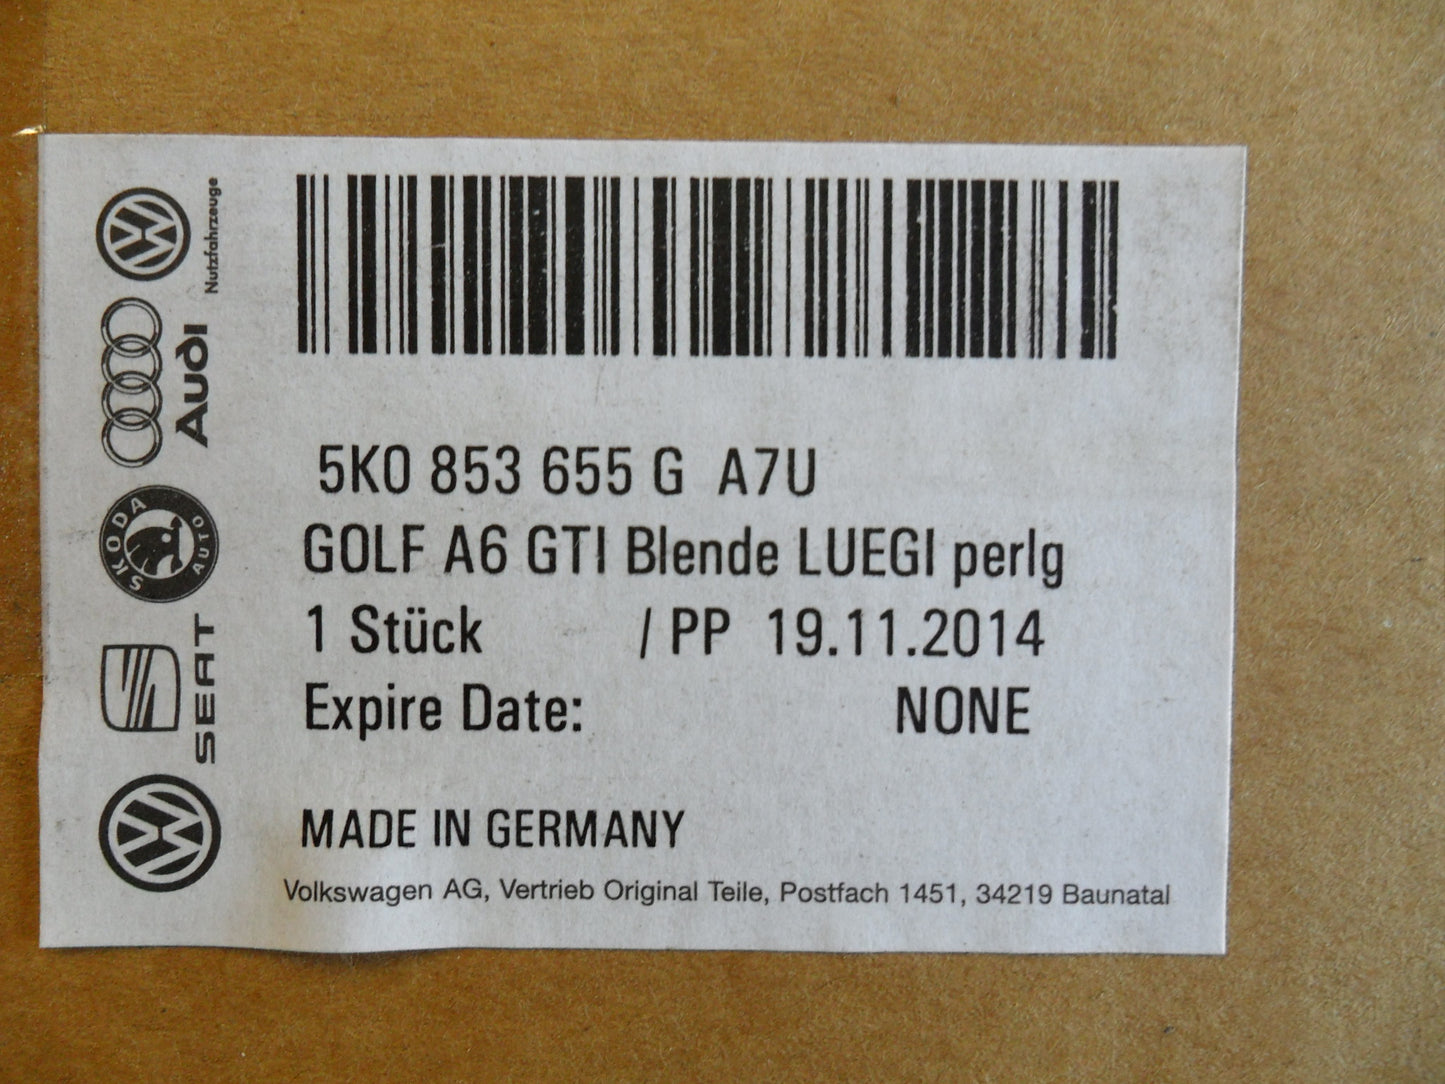 5K0 853 655 G A7U
GOLF A6 GTI Blende LUEGI perlg
1 Stück / PP 19.11.2014
Expire Date: NONE
MADE IN GERMANY
Volkswagen AG, Vertrieb Original Teile, Postfach 1451, 34219 Baunatal
Nutzfahrzeuge
Audi
SKODA AUTO
SEAT